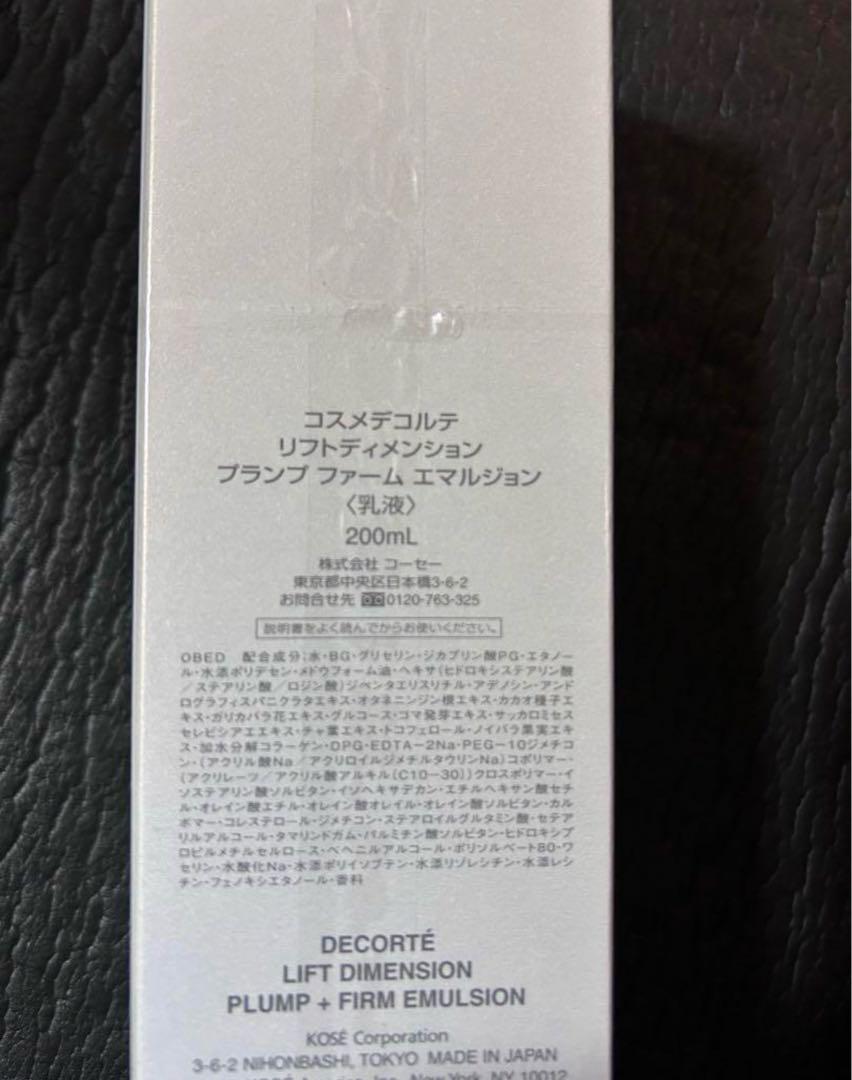 コスメデコルテ
リフトディメンション
プランプ ファーム エマルジョン
〈乳液〉
200mL
株式会社 コーセー
東京都中央区日本橋3-6-2
お問合せ先 0120-763-325
説明書をよく読んでからお使いください。
OBED 配合成分:水・BG・グリセリン・ジカプリン酸PG・エタノー
ル・水添ポリデセン・メドウフォーム油・ヘキサ(ヒドロキシステアリン酸
/ステアリン酸/ロジン酸)ジペンタエリスリチル・アデノシン・アンド
ログラフィスパニクラタエキス・オタネニンジン根エキス・カカオ種子エ
キス・ガリカバラ花エキス・グルコース・ゴマ発芽エキス・サッカロミセス
セレビシアエエキス・チャ葉エキス・トコフェロール・ノイバラ果実エキ
ス・加水分解コラーゲン・DPG・EDTA-2Na・PEG-10ジメチコ
ン・(アクリル酸Na/アクリロイルジメチルタウリンNa)コポリマー・
(アクリレーツ/アクリル酸アルキル(C10-30))クロスポリマー・イ
ソステアリン酸ソルビタン・イソヘキサデカン・エチルヘキサン酸セチ
ル・オレイン酸エチル・オレイン酸オレイル・オレイン酸ソルビタン・カル
ボマー・コレステロール・ジメチコン・ステアロイルグルタミン酸・セテア
リルアルコール・タマリンドガム・パルミチン酸ソルビタン・ヒドロキシプ
ロピルメチルセルロース・ベヘニルアルコール・ポリソルベート80・ワ
セリン・水酸化Na・水添ポリイソブテン・水添リゾレシチン・水添レシ
チン・フェノキシエタノール・香料
DECORTÉ
LIFT DIMENSION
PLUMP + FIRM EMULSION
KOSÉ Corporation
3-6-2 NIHONBASHI, TOKYO MADE IN JAPAN
KOSÉ America, Inc., New York, NY 10012